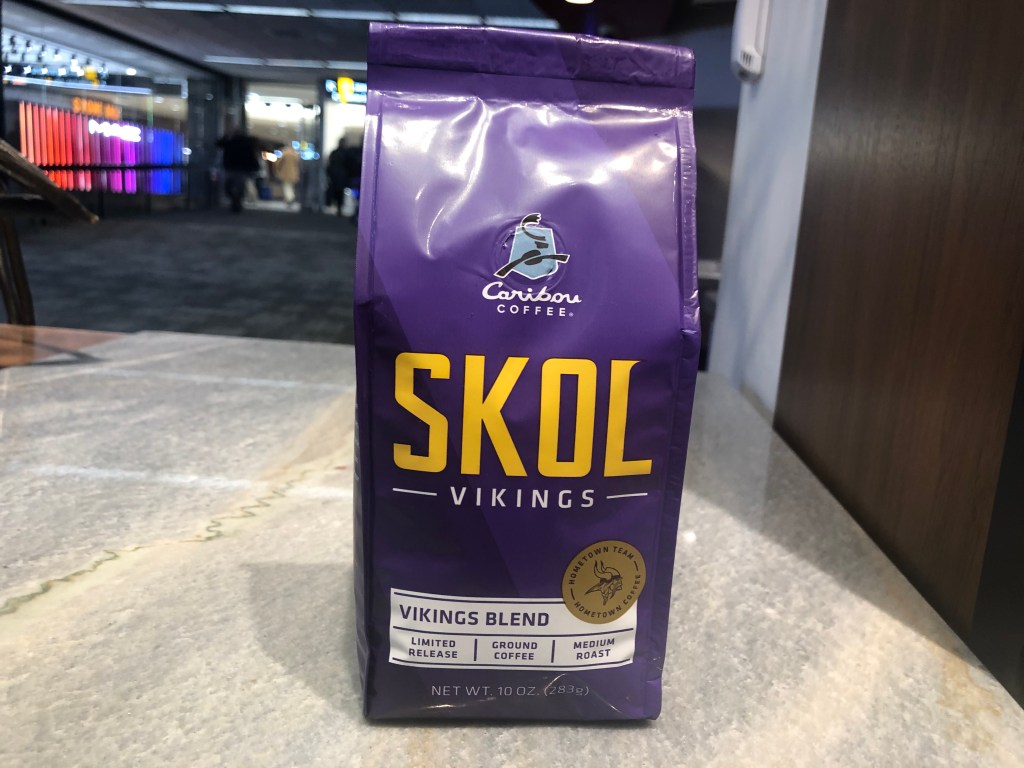 Caribou
COFFEE®
SKOL
VIKINGS
HOMETOWN TEAM
HOMETOWN COFFEE
VIKINGS BLEND
LIMITED RELEASE
GROUND COFFEE
MEDIUM ROAST
NET WT. 10 OZ. (283g)